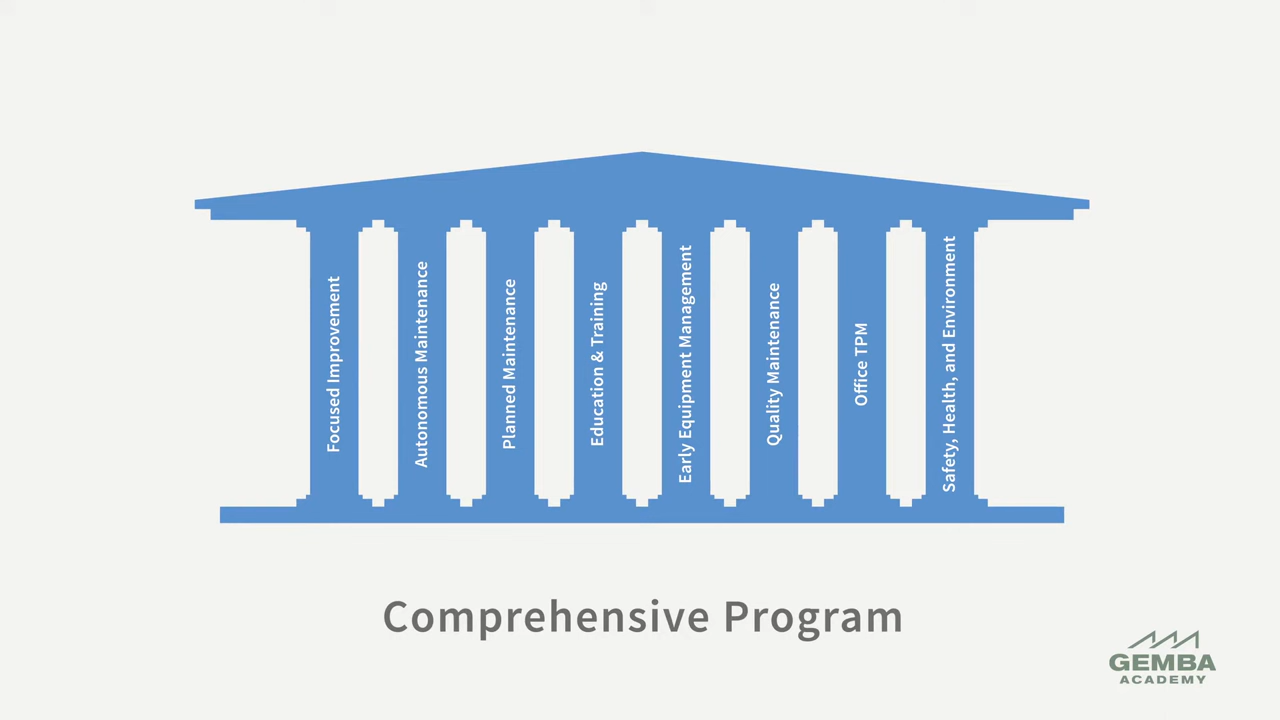 Focused Improvement
Autonomous Maintenance
Planned Maintenance
Education & Training
Early Equipment Management
Quality Maintenance
Office TPM
Safety, Health, and Environment
Comprehensive Program
GEMBA
ACADEMY